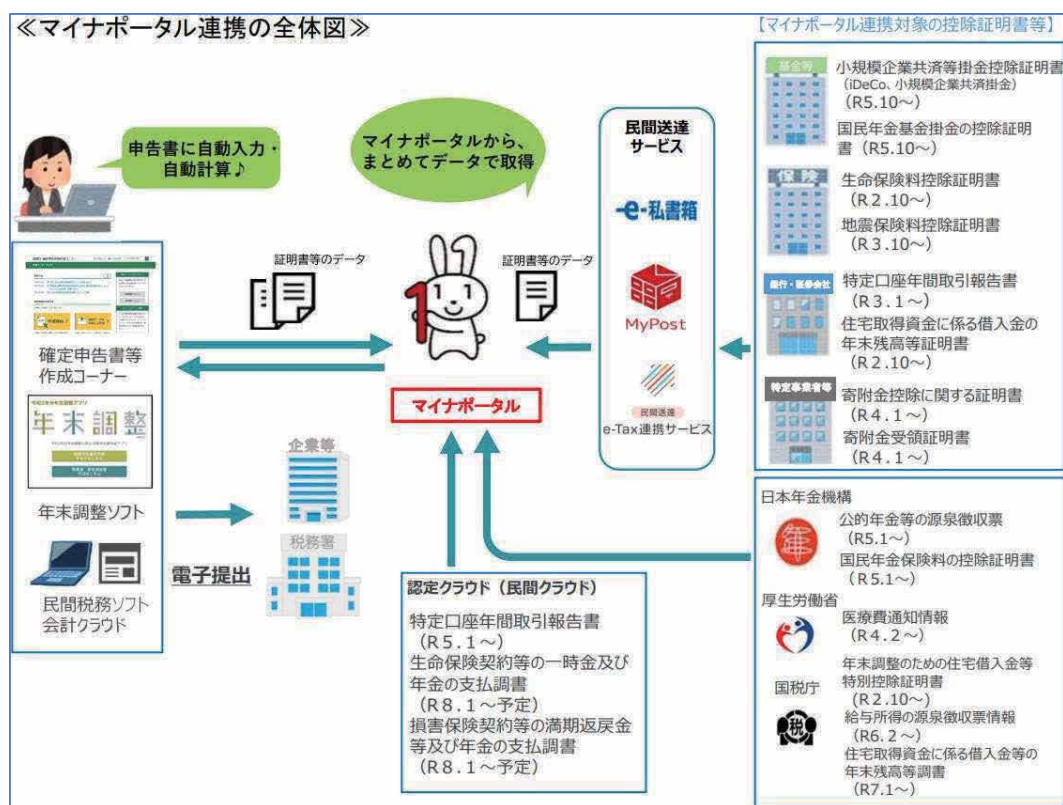 ≪マイナポータル連携の全体図≫
申告書に自動入力・
自動計算♪
マイナポータルから、
まとめてデータで取得
確定申告書等
作成コーナー
年末調整
年末調整ソフト
民間税務ソフト
会計クラウド
証明書等のデータ
1
マイナポータル
証明書等のデータ
電子提出
企業等
税務署
民間送達
サービス
e-私書箱
MyPost
民間送達
e-Tax連携サービス
認定クラウド（民間クラウド）
特定口座年間取引報告書
（R5.1～）
生命保険契約等の一時金及び
年金の支払調書
（R8.1～予定）
損害保険契約等の満期返戻金
等及び年金の支払調書
（R8.1～予定）
【マイナポータル連携対象の控除証明書等】
基金等
小規模企業共済等掛金控除証明書
（iDeCo、小規模企業共済掛金）
（R5.10～）
国民年金基金掛金の控除証明
書（R5.10～）
保険
生命保険料控除証明書
（R2.10～）
地震保険料控除証明書
（R3.10～）
銀行・証券会社
特定口座年間取引報告書
（R3.1～）
住宅取得資金に係る借入金の
年末残高等証明書
（R2.10～）
特定事業者等
寄附金控除に関する証明書
（R4.1～）
寄附金受領証明書
（R4.1～）
日本年金機構
公的年金等の源泉徴収票
（R5.1～）
国民年金保険料の控除証明書
（R5.1～）
厚生労働省
医療費通知情報
（R4.2～）
国税庁
税
年末調整のための住宅借入金等
特別控除証明書
（R2.10～）
給与所得の源泉徴収票情報
（R6.2～）
住宅取得資金に係る借入金等の
年末残高等調書
（R7.1～）